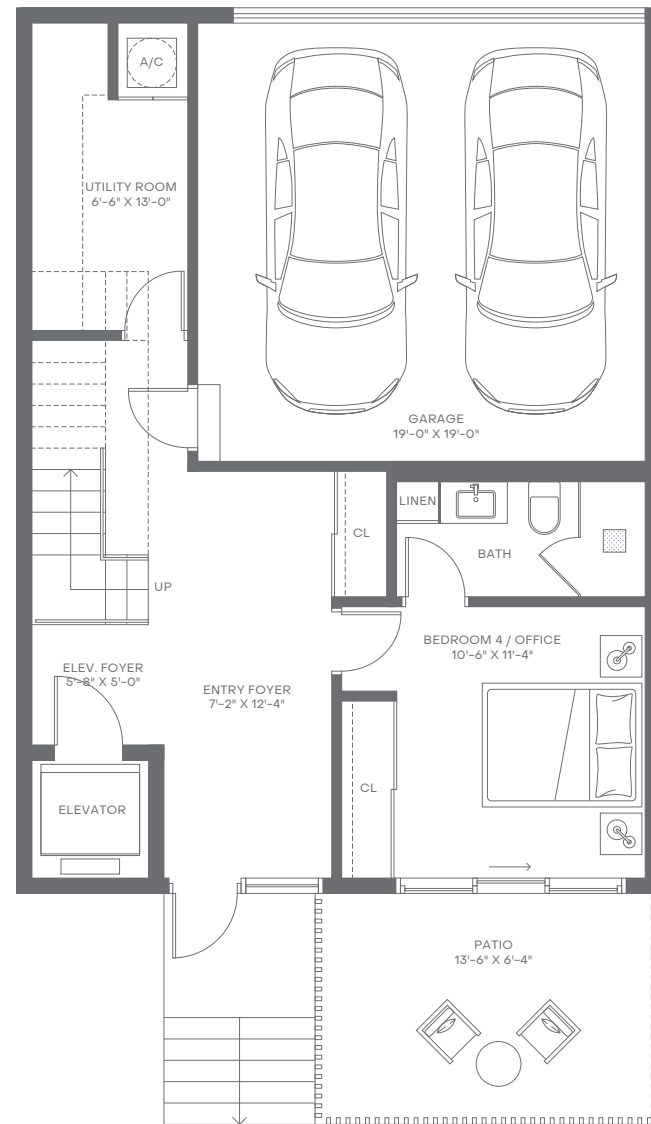 A/C
UTILITY ROOM
6'-6" X 13'-0"
GARAGE
19'-0" X 19'-0"
LINEN
CL
BATH
UP
BEDROOM 4 / OFFICE
10'-6" X 11'-4"
ELEV. FOYER
5'-8" X 5'-0"
ENTRY FOYER
7'-2" X 12'-4"
CL
ELEVATOR
PATIO
13'-6" X 6'-4"